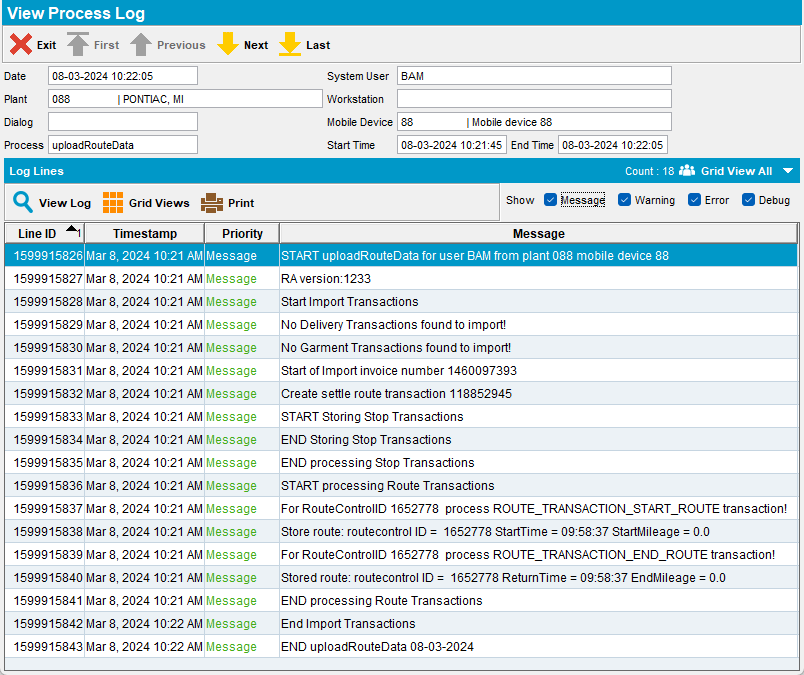 View Process Log
Exit First Previous Next Last
Date 08-03-2024 10:22:05 System User BAM
Plant 088 | PONTIAC, MI Workstation
Dialog Mobile Device 88 | Mobile device 88
Process uploadRouteData Start Time 08-03-2024 10:21:45 End Time 08-03-2024 10:22:05
Log Lines Count : 18 Grid View All
View Log Grid Views Print Show Message Warning Error Debug
Line ID 1 Timestamp Priority Message
1599915826 Mar 8, 2024 10:21 AM Message START uploadRouteData for user BAM from plant 088 mobile device 88
1599915827 Mar 8, 2024 10:21 AM Message RA version:1233
1599915828 Mar 8, 2024 10:21 AM Message Start Import Transactions
1599915829 Mar 8, 2024 10:21 AM Message No Delivery Transactions found to import!
1599915830 Mar 8, 2024 10:21 AM Message No Garment Transactions found to import!
1599915831 Mar 8, 2024 10:21 AM Message Start of Import invoice number 1460097393
1599915832 Mar 8, 2024 10:21 AM Message Create settle route transaction 118852945
1599915833 Mar 8, 2024 10:21 AM Message START Storing Stop Transactions
1599915834 Mar 8, 2024 10:21 AM Message END Storing Stop Transactions
1599915835 Mar 8, 2024 10:21 AM Message END processing Stop Transactions
1599915836 Mar 8, 2024 10:21 AM Message START processing Route Transactions
1599915837 Mar 8, 2024 10:21 AM Message For RouteControlID 1652778 process ROUTE_TRANSACTION_START_ROUTE transaction!
1599915838 Mar 8, 2024 10:21 AM Message Store route: routecontrol ID = 1652778 StartTime = 09:58:37 StartMileage = 0.0
1599915839 Mar 8, 2024 10:21 AM Message For RouteControlID 1652778 process ROUTE_TRANSACTION_END_ROUTE transaction!
1599915840 Mar 8, 2024 10:21 AM Message Stored route: routecontrol ID = 1652778 ReturnTime = 09:58:37 EndMileage = 0.0
1599915841 Mar 8, 2024 10:21 AM Message END processing Route Transactions
1599915842 Mar 8, 2024 10:22 AM Message End Import Transactions
1599915843 Mar 8, 2024 10:22 AM Message END uploadRouteData 08-03-2024